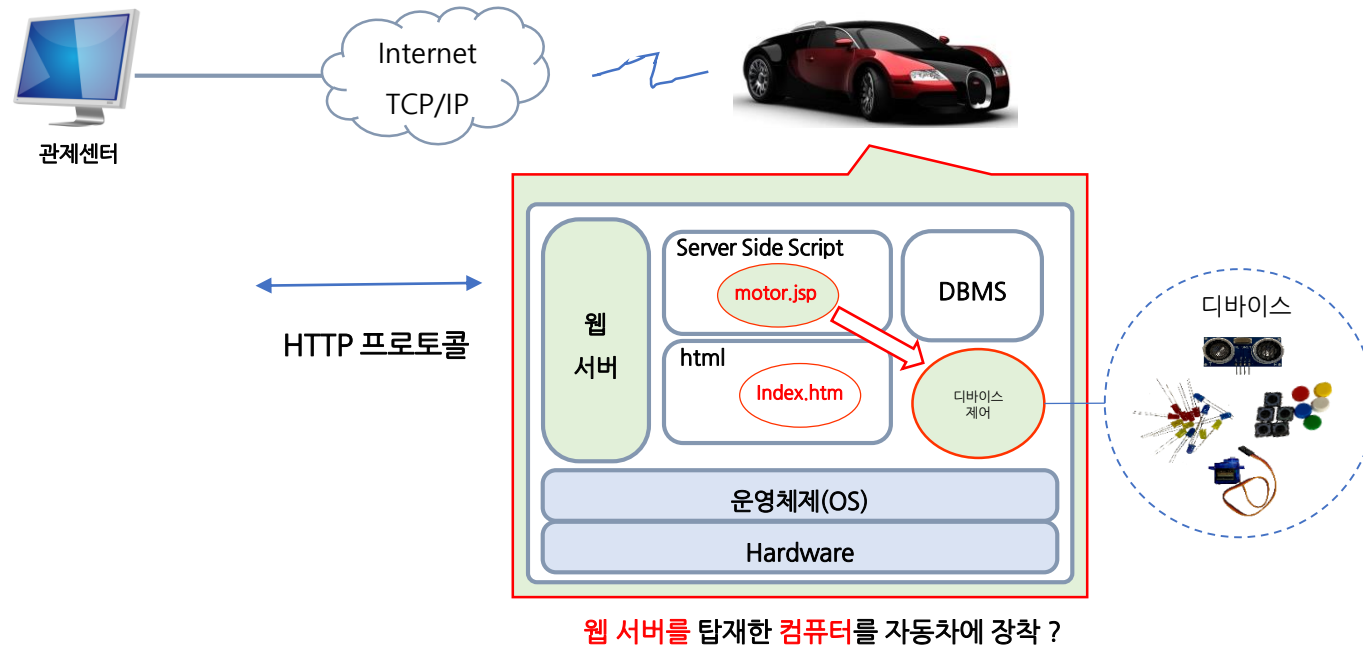 Internet
TCP/IP
관제센터
HTTP 프로토콜
웹
서버
Server Side Script
motor.jsp
DBMS
html
Index.htm
디바이스
제어
운영체제(OS)
Hardware
디바이스
웹 서버를 탑재한 컴퓨터를 자동차에 장착 ?